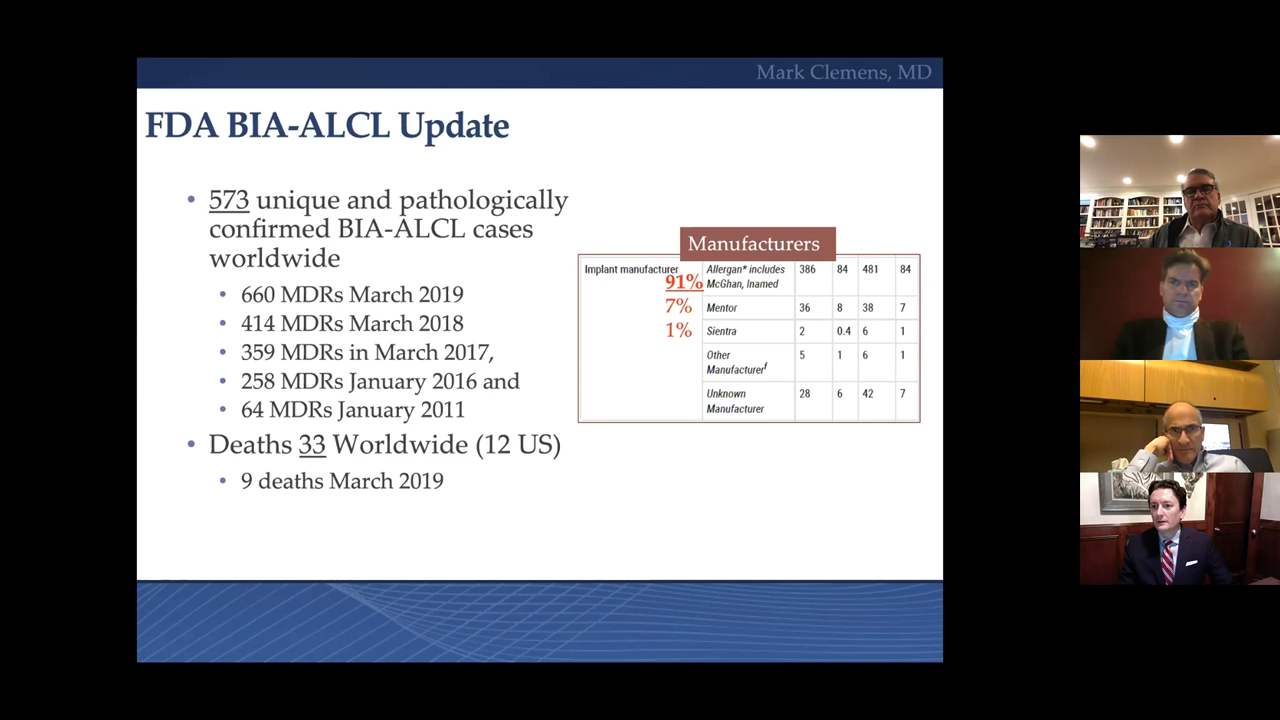 Mark Clemens, MD
FDA BIA-ALCL Update
• 573 unique and pathologically
confirmed BIA-ALCL cases
worldwide
• 660 MDRs March 2019
• 414 MDRs March 2018
• 359 MDRs in March 2017,
• 258 MDRs January 2016 and
• 64 MDRs January 2011
• Deaths 33 Worldwide (12 US)
• 9 deaths March 2019
Manufacturers
Implant manufacturer
91%
7%
1%
Allergan* includes 386 84 481 84
McGhan, Inamed
Mentor 36 8 38 7
Sientra 2 0.4 6 1
Other 5 1 6 1
Manufacturerf
Unknown 28 6 42 7
Manufacturer